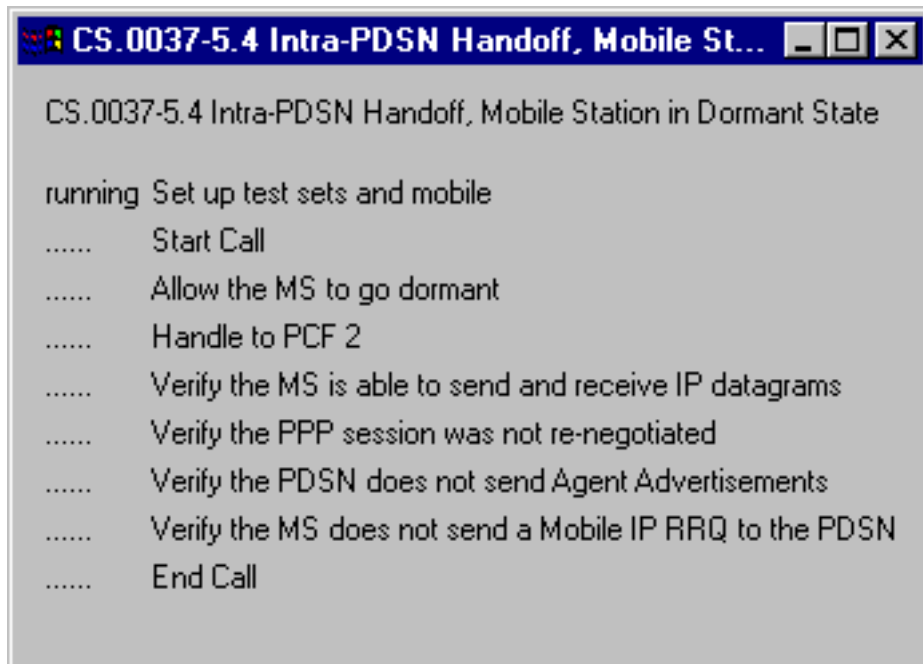 CS.0037-5.4 Intra-PDSN Handoff, Mobile St...
CS.0037-5.4 Intra-PDSN Handoff, Mobile Station in Dormant State
running Set up test sets and mobile
...... Start Call
...... Allow the MS to go dormant
...... Handle to PCF 2
...... Verify the MS is able to send and receive IP datagrams
...... Verify the PPP session was not re-negotiated
...... Verify the PDSN does not send Agent Advertisements
...... Verify the MS does not send a Mobile IP RRQ to the PDSN
...... End Call